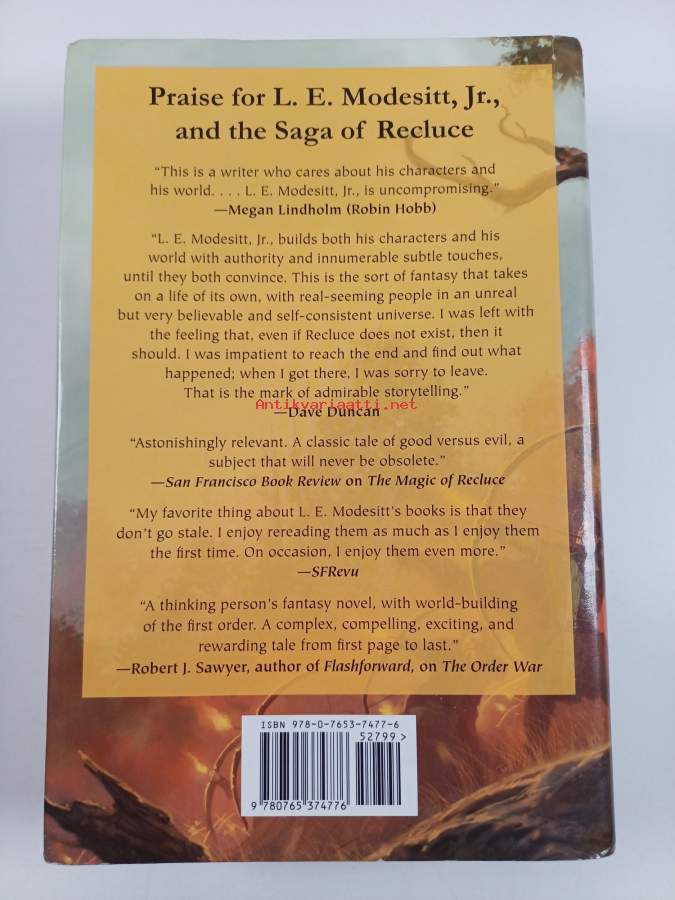 Praise for L. E. Modesitt, Jr.,
and the Saga of Recluce
“This is a writer who cares about his characters and
his world. . . . L. E. Modesitt, Jr., is uncompromising.”
—Megan Lindholm (Robin Hobb)
“L. E. Modesitt, Jr., builds both his characters and his
world with authority and innumerable subtle touches,
until they both convince. This is the sort of fantasy that takes
on a life of its own, with real-seeming people in an unreal
but very believable and self-consistent universe. I was left with
the feeling that, even if Recluce does not exist, then it
should. I was impatient to reach the end and find out what
happened; when I got there, I was sorry to leave.
That is the mark of admirable storytelling.”
Antikvariaatti.net
—Dave Duncan
“Astonishingly relevant. A classic tale of good versus evil, a
subject that will never be obsolete.”
—San Francisco Book Review on The Magic of Recluce
“My favorite thing about L. E. Modesitt’s books is that they
don’t go stale. I enjoy rereading them as much as I enjoy them
the first time. On occasion, I enjoy them even more.”
—SFRevu
“A thinking person’s fantasy novel, with world-building
of the first order. A complex, compelling, exciting, and
rewarding tale from first page to last.”
—Robert J. Sawyer, author of Flashforward, on The Order War
ISBN 978-0-7653-7477-6
52799>
9 780765 374776